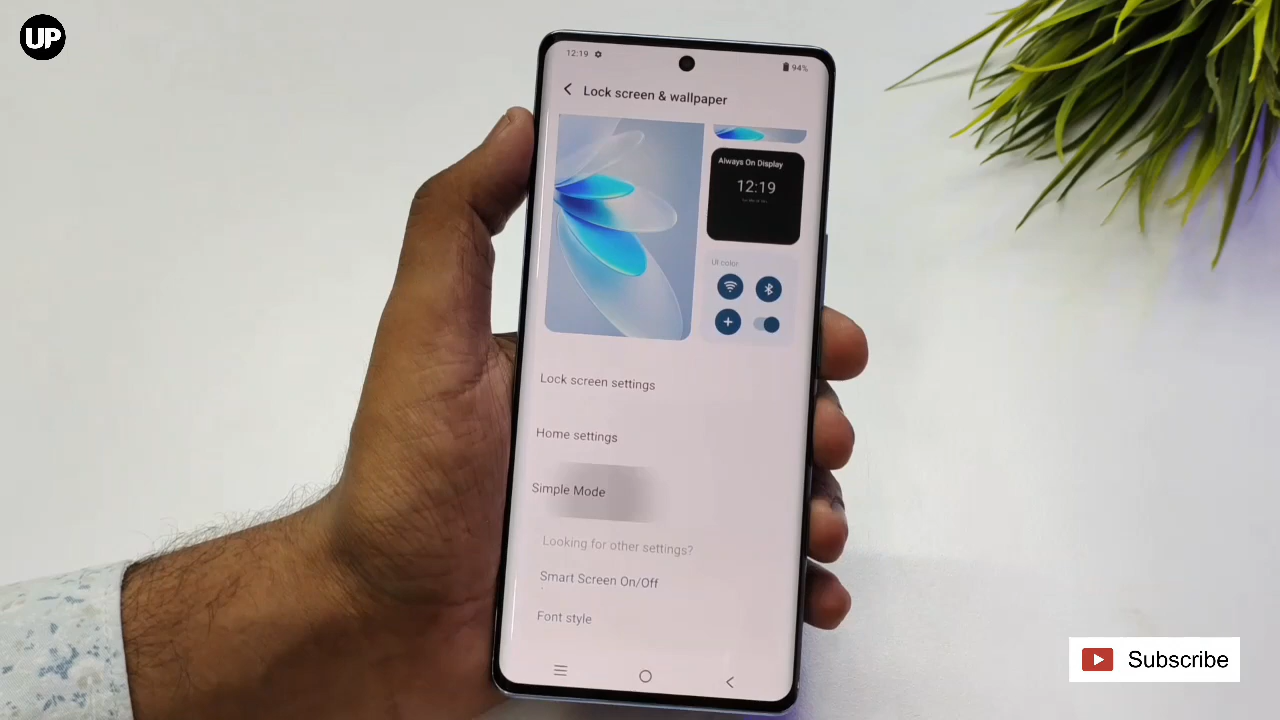 UP
12:19
94%
Lock screen & wallpaper
Always On Display
12:19
UI color
Lock screen settings
Home settings
Simple Mode
Looking for other settings?
Smart Screen On/Off
Font style
Subscribe